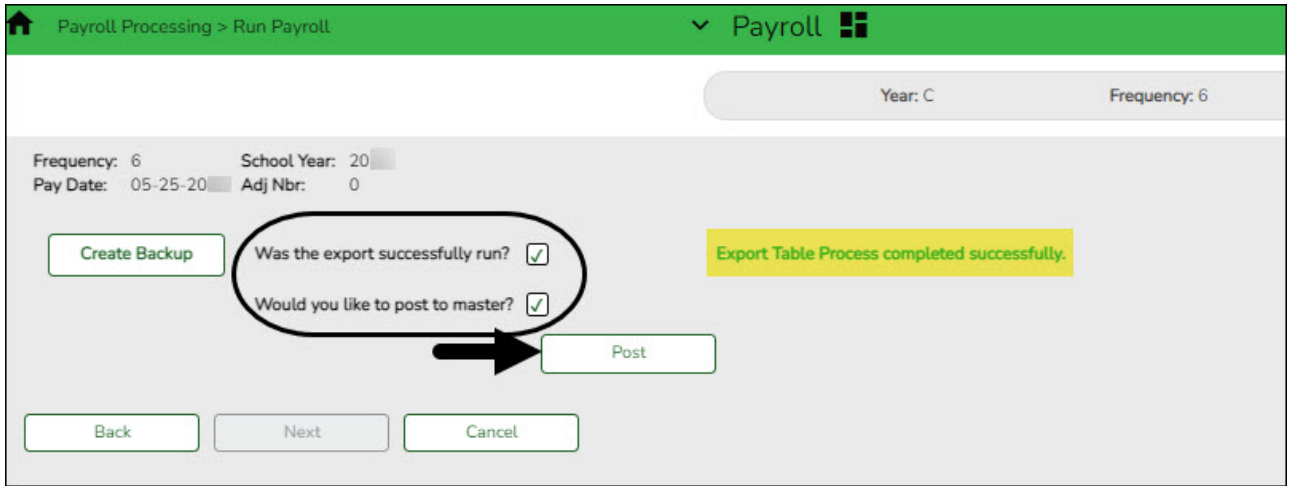 Payroll Processing > Run Payroll
Payroll
Year: C Frequency: 6
Frequency: 6 School Year: 20
Pay Date: 05-25-20 Adj Nbr: 0
Create Backup Was the export successfully run? Export Table Process completed successfully.
Would you like to post to master?
Post
Back Next Cancel